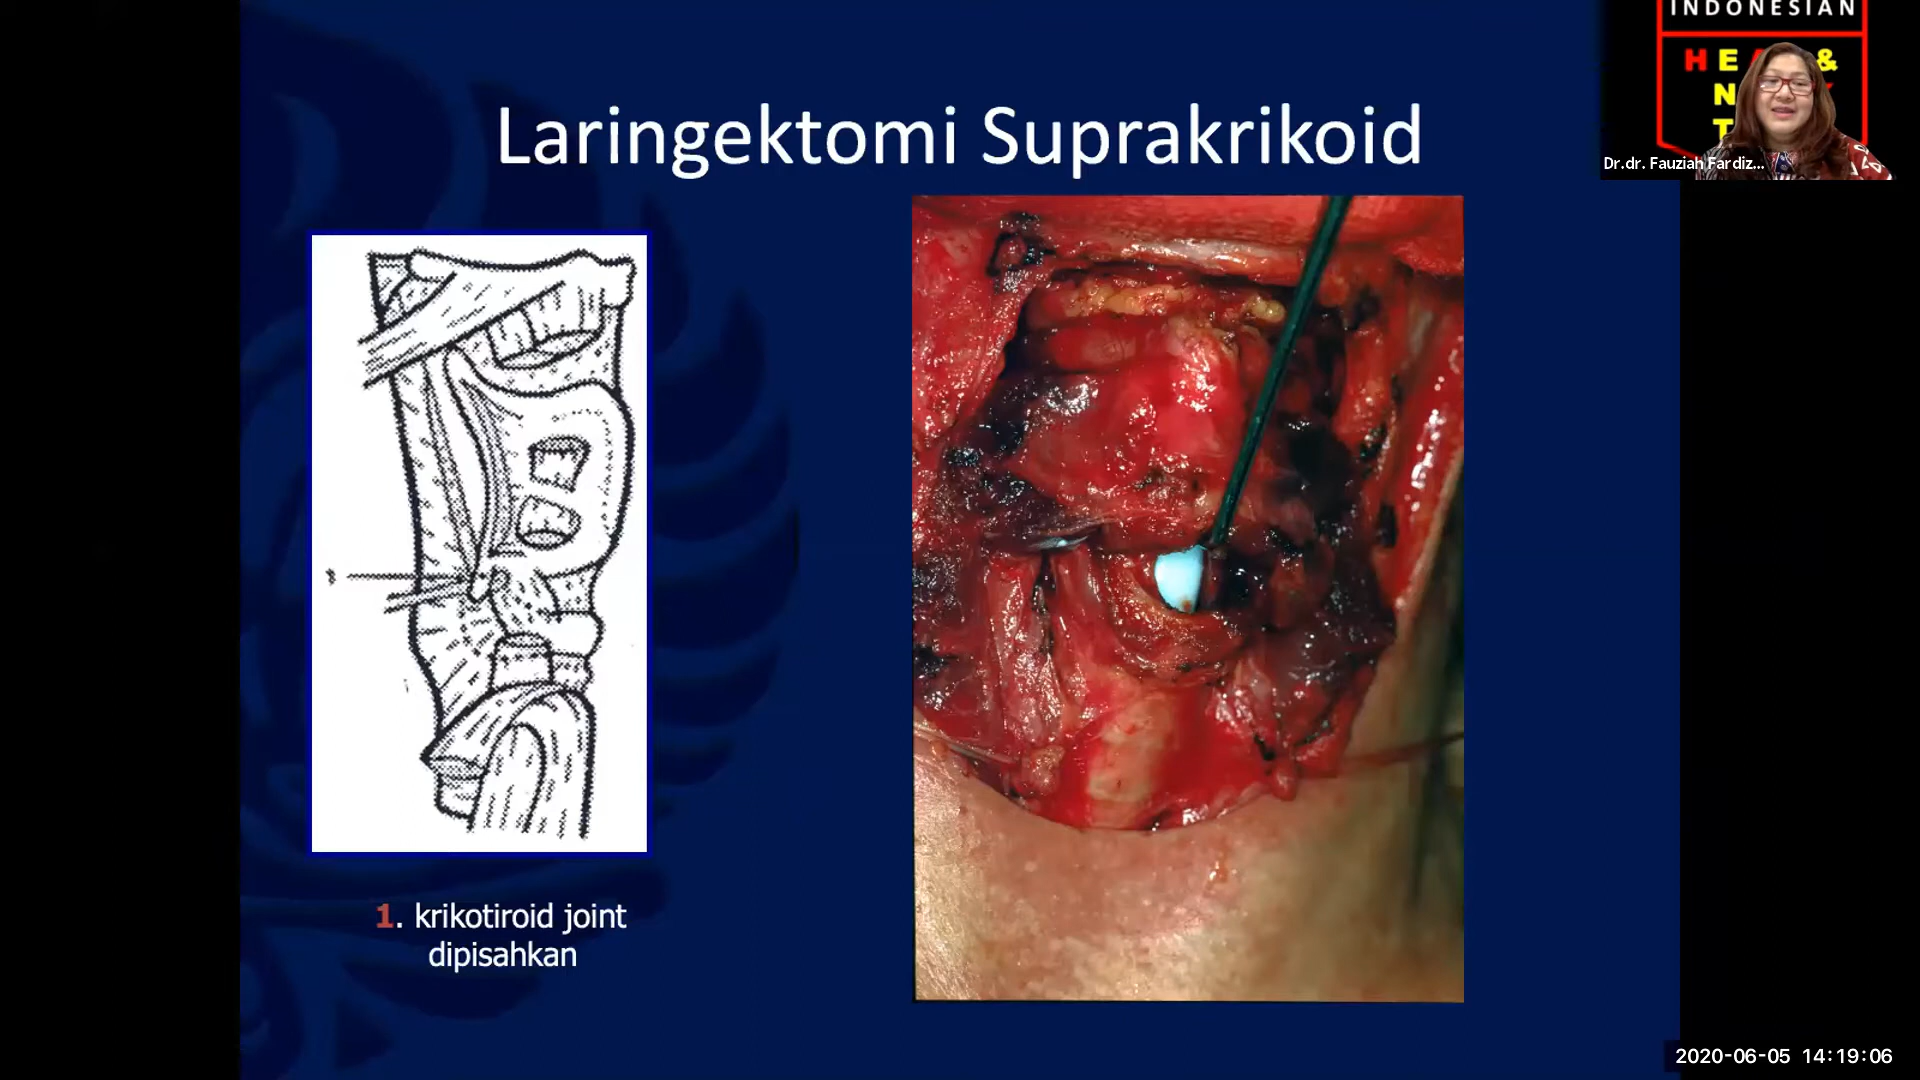 INDONESIAN
Laringektomi Suprakrikoid
Dr.dr. Fauziah Fardiz...
1. krikotiroid joint
dipisahkan
2020-06-05 14:19:06